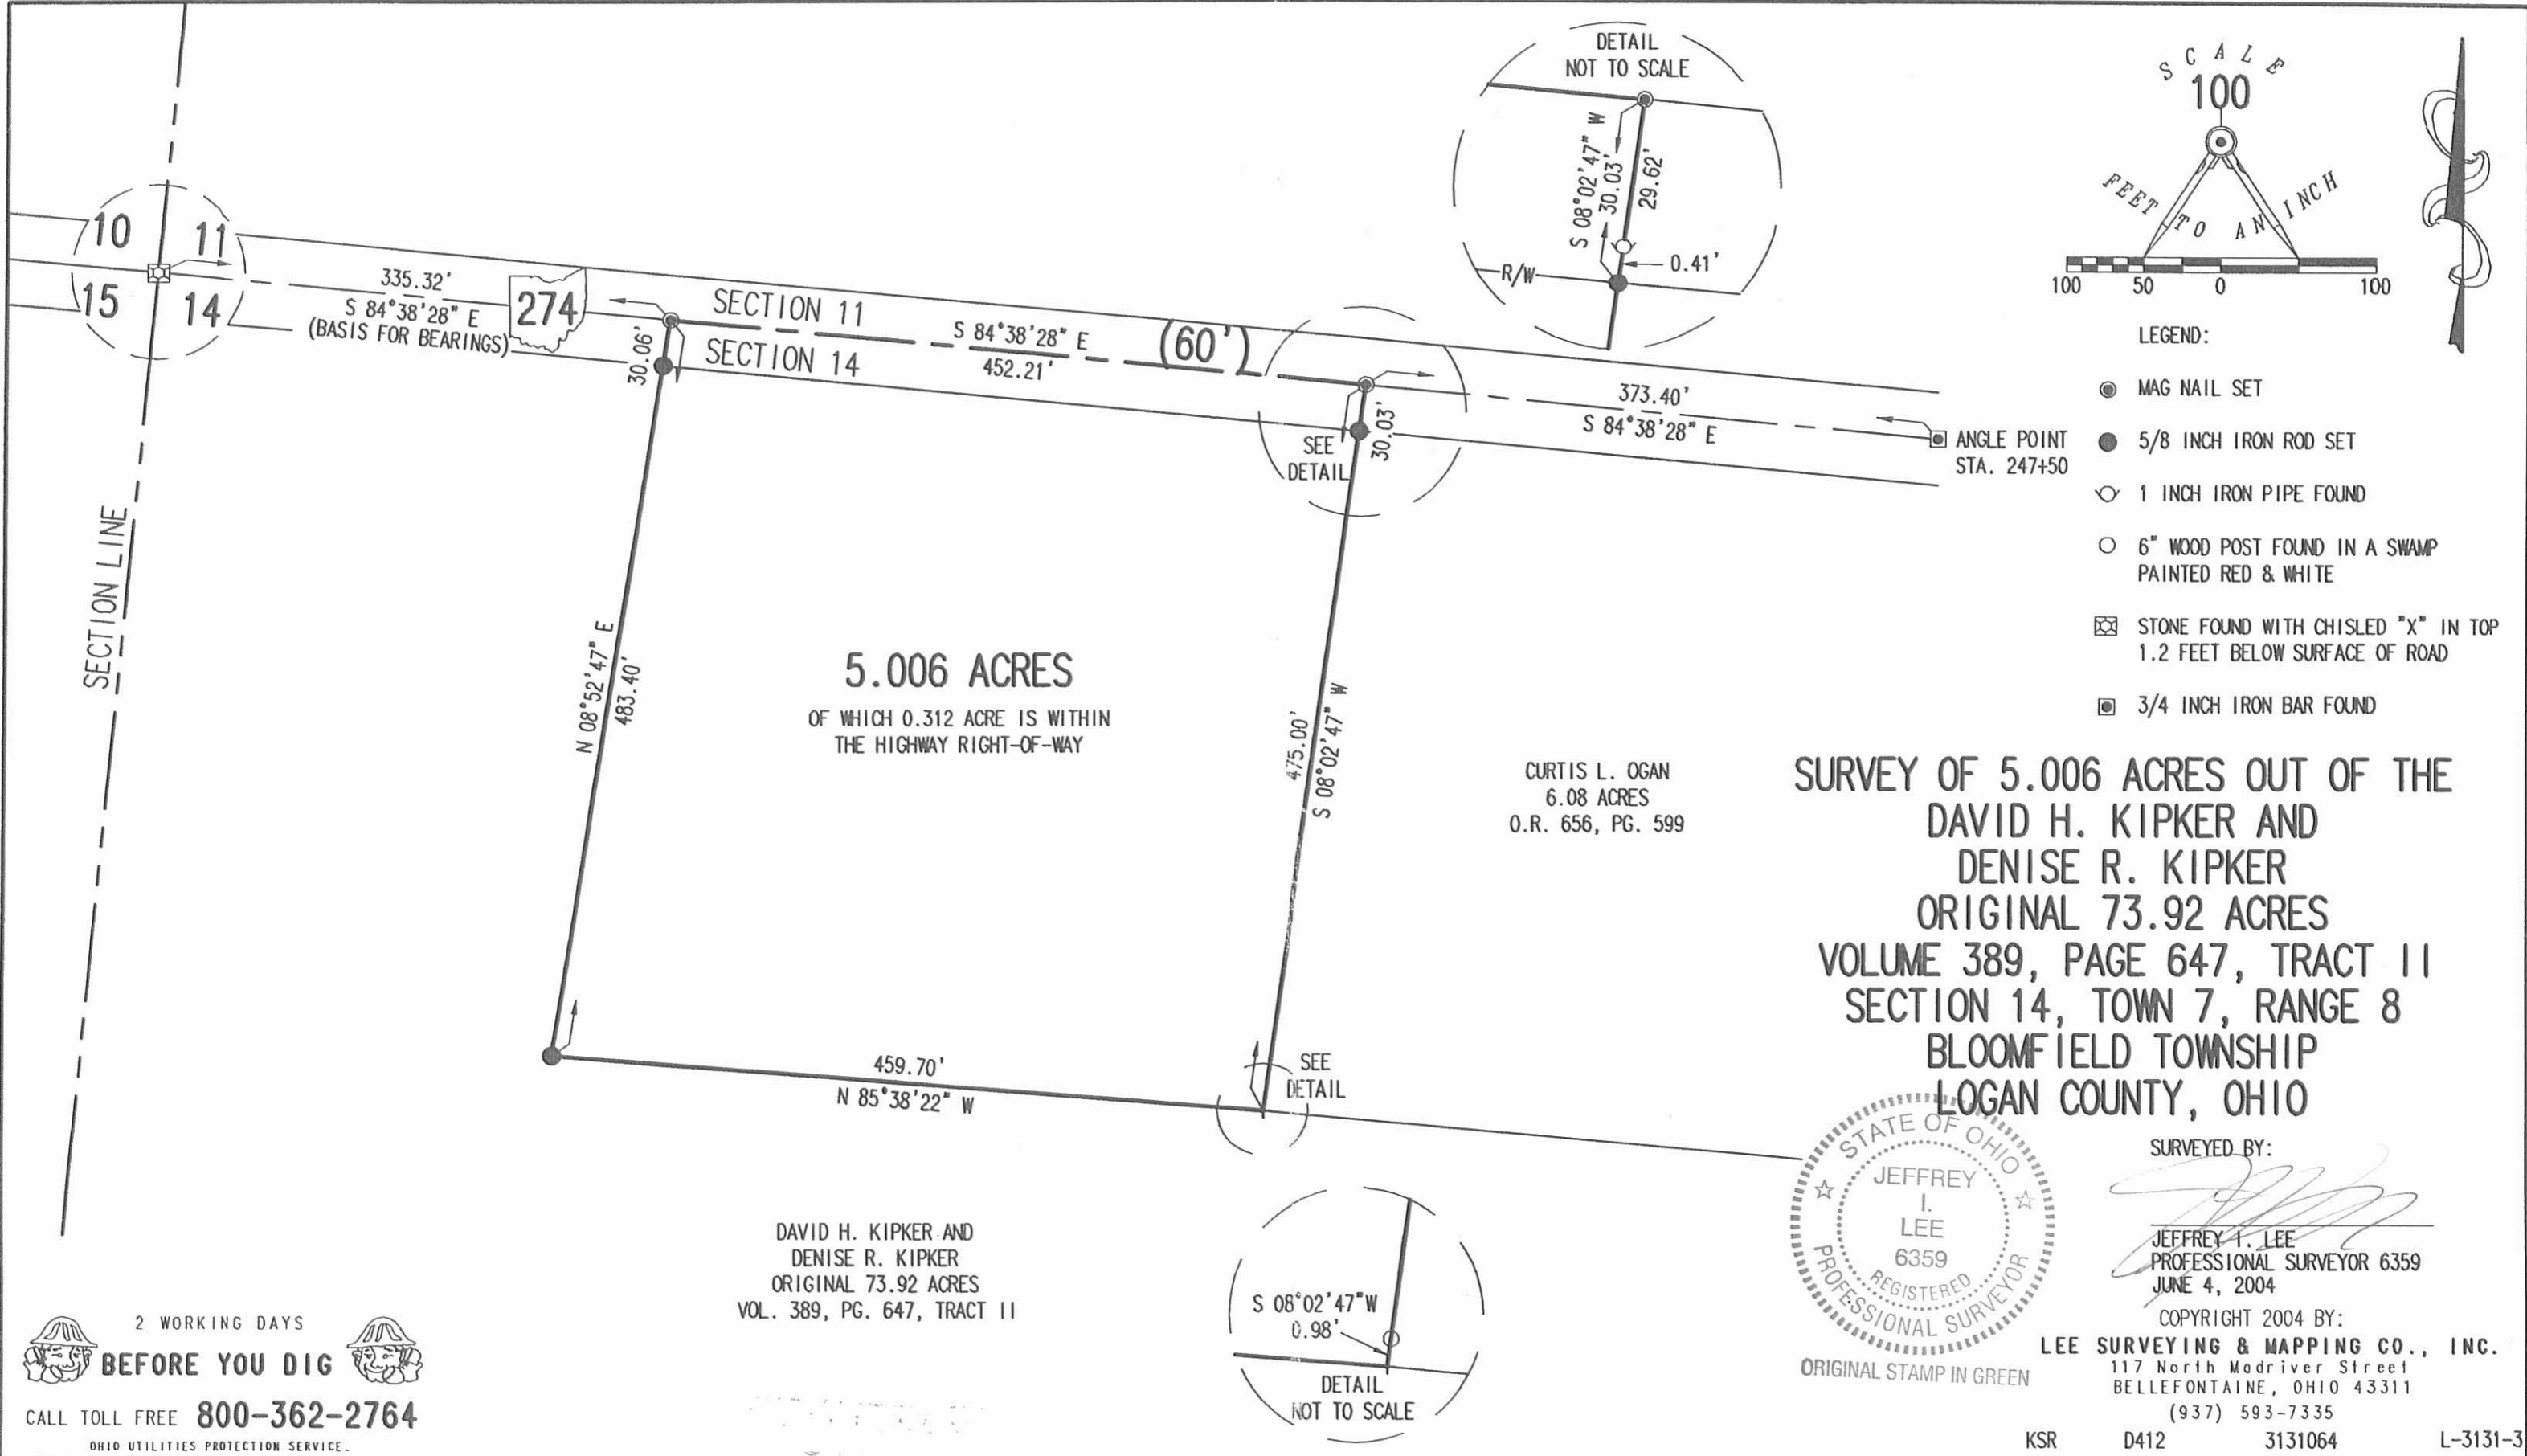 DETAIL
NOT TO SCALE
S 08°02'47" W
30.03'
29.62'
0.41'
R/W
SCALE
100
FEET TO AN INCH
100 50 0 100
10 11
15 14
335.32'
S 84°38'28" E
(BASIS FOR BEARINGS)
274
SECTION 11
SECTION 14
S 84°38'28" E
452.21'
(60')
30.06'
30.03'
SEE
DETAIL
373.40'
S 84°38'28" E
ANGLE POINT
STA. 247+50
LEGEND:
MAG NAIL SET
5/8 INCH IRON ROD SET
1 INCH IRON PIPE FOUND
6" WOOD POST FOUND IN A SWAMP
PAINTED RED & WHITE
STONE FOUND WITH CHISLED "X" IN TOP
1.2 FEET BELOW SURFACE OF ROAD
3/4 INCH IRON BAR FOUND
SECTION LINE
N 08°52'47" E
483.40'
5.006 ACRES
OF WHICH 0.312 ACRE IS WITHIN
THE HIGHWAY RIGHT-OF-WAY
475.00'
S 08°02'47" W
CURTIS L. OGAN
6.08 ACRES
O.R. 656, PG. 599
459.70'
N 85°38'22" W
SEE
DETAIL
SURVEY OF 5.006 ACRES OUT OF THE
DAVID H. KIPKER AND
DENISE R. KIPKER
ORIGINAL 73.92 ACRES
VOLUME 389, PAGE 647, TRACT II
SECTION 14, TOWN 7, RANGE 8
BLOOMFIELD TOWNSHIP
LOGAN COUNTY, OHIO
DAVID H. KIPKER AND
DENISE R. KIPKER
ORIGINAL 73.92 ACRES
VOL. 389, PG. 647, TRACT II
S 08°02'47"W
0.98'
DETAIL
NOT TO SCALE
STATE OF OHIO
JEFFREY
I.
LEE
6359
REGISTERED
PROFESSIONAL SURVEYOR
ORIGINAL STAMP IN GREEN
SURVEYED BY:
JEFFREY I. LEE
PROFESSIONAL SURVEYOR 6359
JUNE 4, 2004
COPYRIGHT 2004 BY:
LEE SURVEYING & MAPPING CO., INC.
117 North Madriver Street
BELLEFONTAINE, OHIO 43311
(937) 593-7335
KSR D412 3131064 L-3131-3
2 WORKING DAYS
BEFORE YOU DIG
CALL TOLL FREE 800-362-2764
OHIO UTILITIES PROTECTION SERVICE.